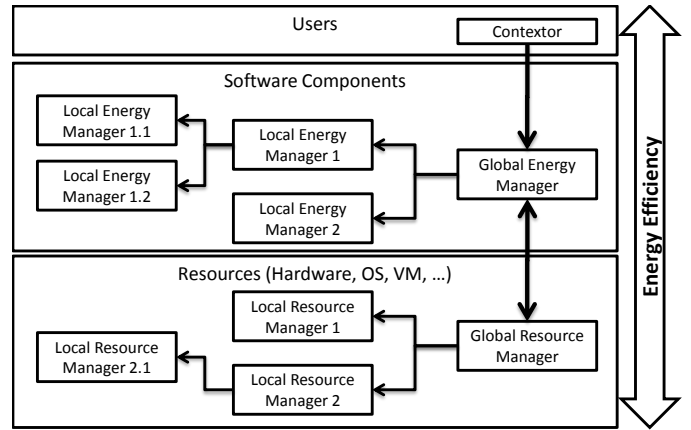 Users
Contextor
Software Components
Local Energy
Manager 1.1
Local Energy
Manager 1
Local Energy
Manager 1.2
Local Energy
Manager 2
Global Energy
Manager
Resources (Hardware, OS, VM, …)
Local Resource
Manager 1
Local Resource
Manager 2.1
Local Resource
Manager 2
Global Resource
Manager
Energy Efficiency